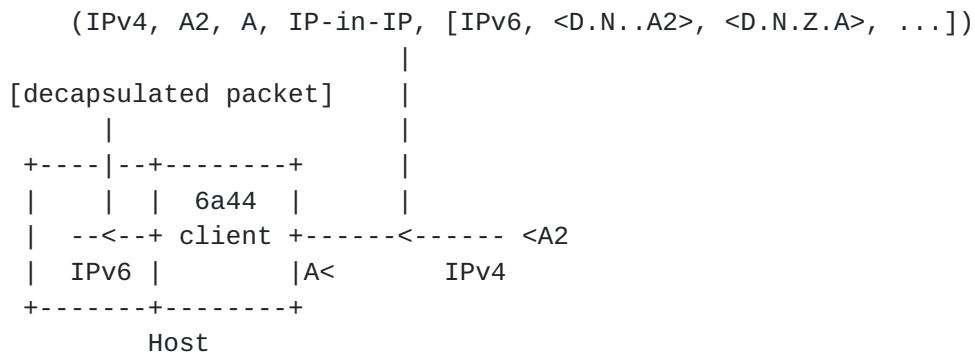 (IPv4, A2, A, IP-in-IP, [IPv6, <D.N..A2>, <D.N.Z.A>, ...])
|
[decapsulated packet]    |
|                 |
+----|--+--------+      |
|    |  |  6a44  |      |
|  --<--+ client +------<------ <A2
|  IPv6 |        |A<      IPv4
+-------+--------+
Host